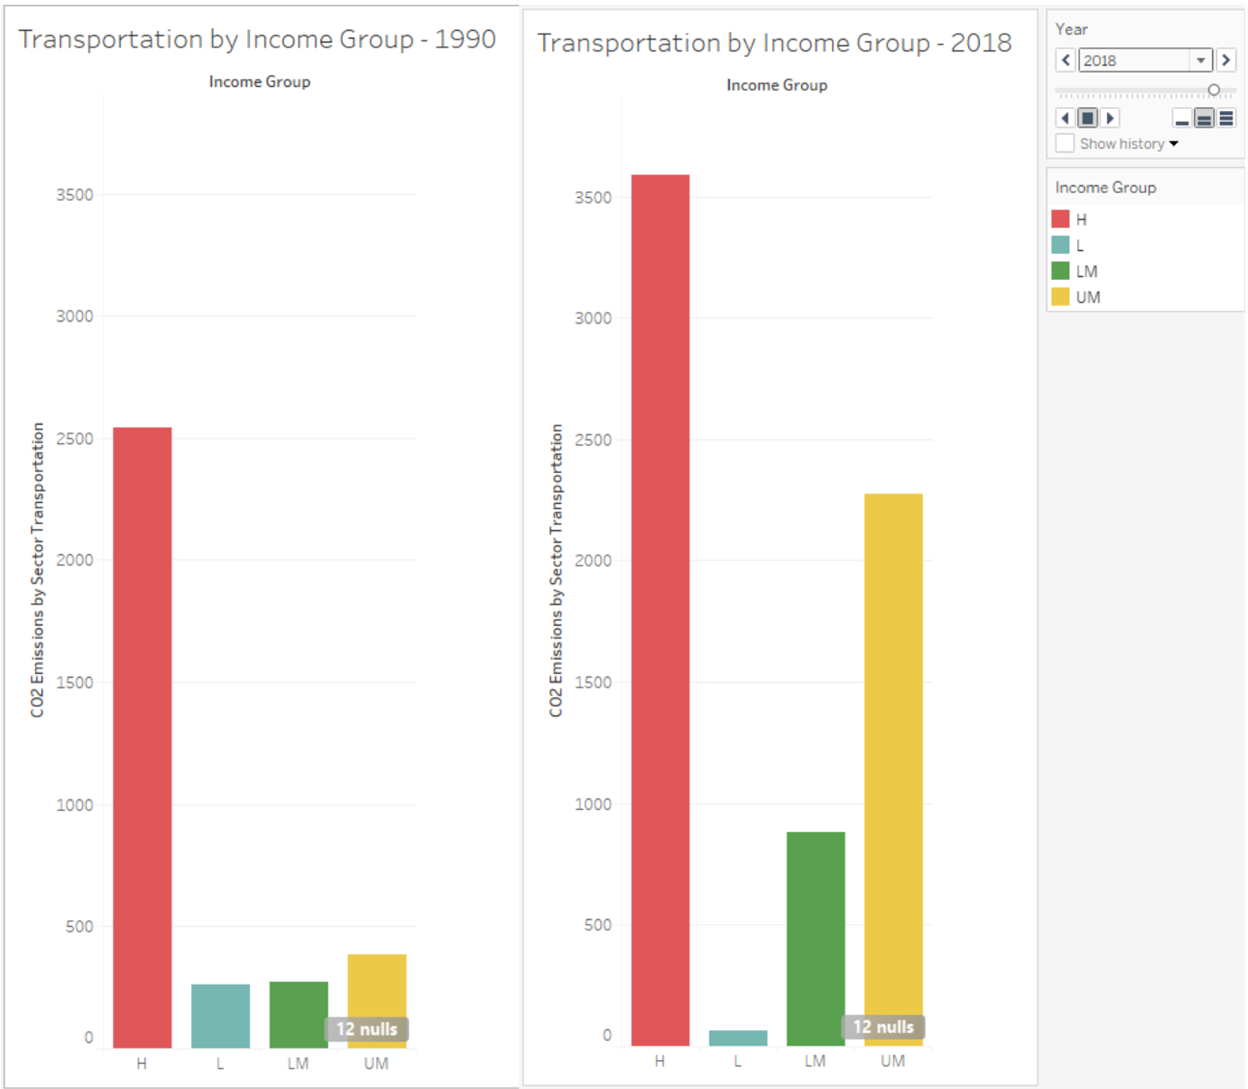 Transportation by Income Group - 1990
Income Group
3500
3000
2500
2000
1500
1000
500
0
CO2 Emissions by Sector Transportation
12 nulls
H L LM UM
Transportation by Income Group - 2018
Income Group
3500
3000
2500
2000
1500
1000
500
0
CO2 Emissions by Sector Transportation
12 nulls
H L LM UM
Year
2018
Show history
Income Group
H
L
LM
UM